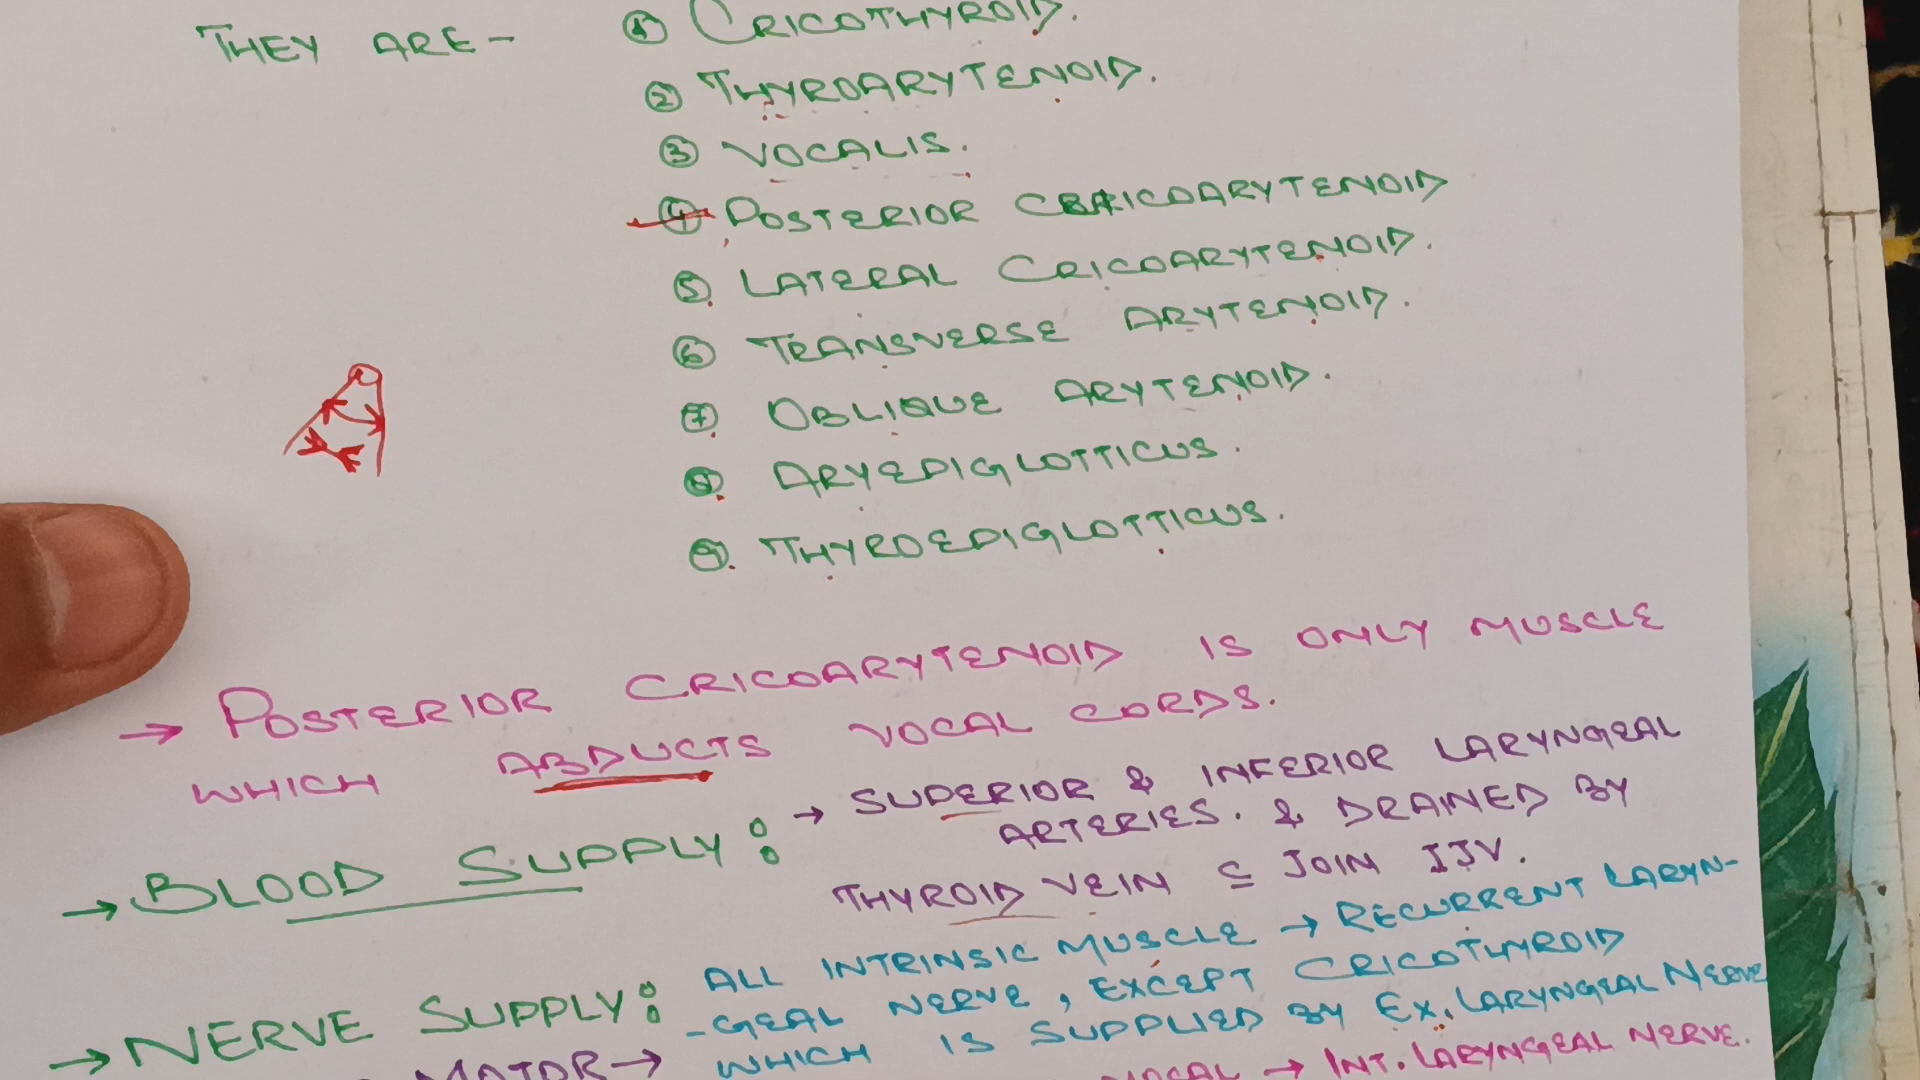 THEY ARE - ① CRICOTHYROID.
② THYROARYTENOID.
③ VOCALIS.
④ POSTERIOR CRICOARYTENOID
⑤ LATERAL CRICOARYTENOID.
⑥ TRANSVERSE ARYTENOID.
⑦ OBLIQUE ARYTENOID.
⑧ ARYEPIGLOTTICUS.
⑨ THYROEPIGLOTTICUS.
→ POSTERIOR CRICOARYTENOID IS ONLY MUSCLE
WHICH ABDUCTS VOCAL CORDS.
→ BLOOD SUPPLY: → SUPERIOR & INFERIOR LARYNGEAL
ARTERIES. & DRAINED BY
THYROID VEIN JOIN IJV.
→ NERVE SUPPLY: ALL INTRINSIC MUSCLE → RECURRENT LARYN-
-GEAL NERVE, EXCEPT CRICOTHYROID
MOTOR → WHICH IS SUPPLIED BY EX. LARYNGEAL NERVE
→ INT. LARYNGEAL NERVE.